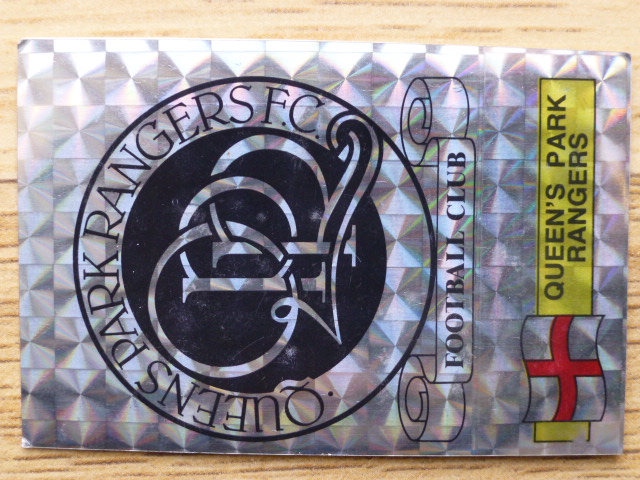 QUEENS PARK RANGERS F.C.
FOOTBALL CLUB
QUEEN'S PARK
RANGERS